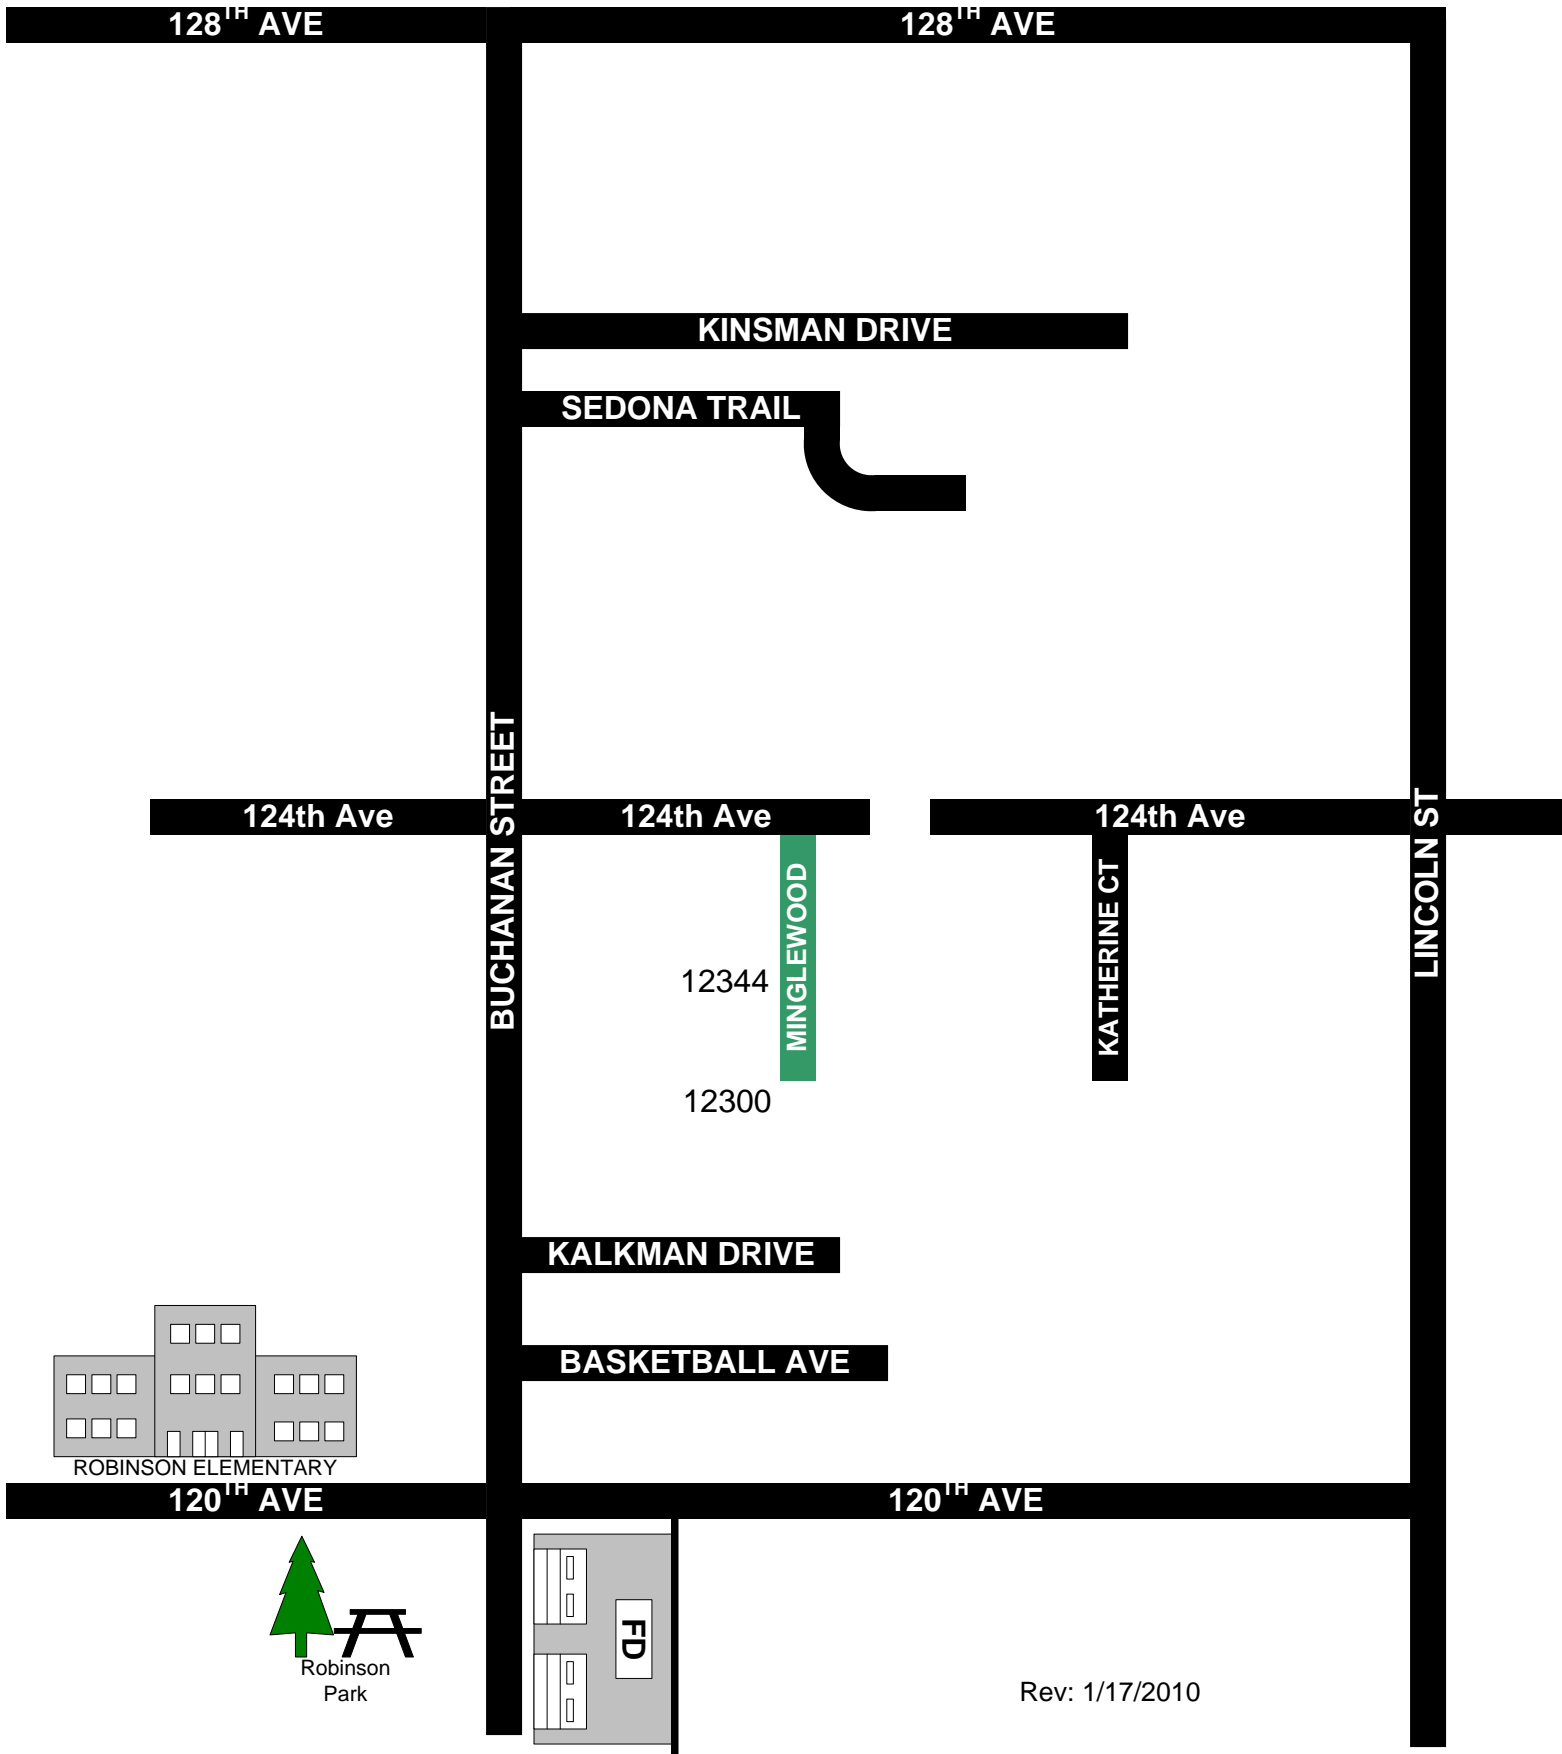 128TH AVE
128TH AVE
KINSMAN DRIVE
SEDONA TRAIL
BUCHANAN STREET
LINCOLN ST
124th Ave
124th Ave
124th Ave
MINGLEWOOD
KATHERINE CT
12344
12300
KALKMAN DRIVE
BASKETBALL AVE
ROBINSON ELEMENTARY
120TH AVE
120TH AVE
FD
Robinson
Park
Rev: 1/17/2010